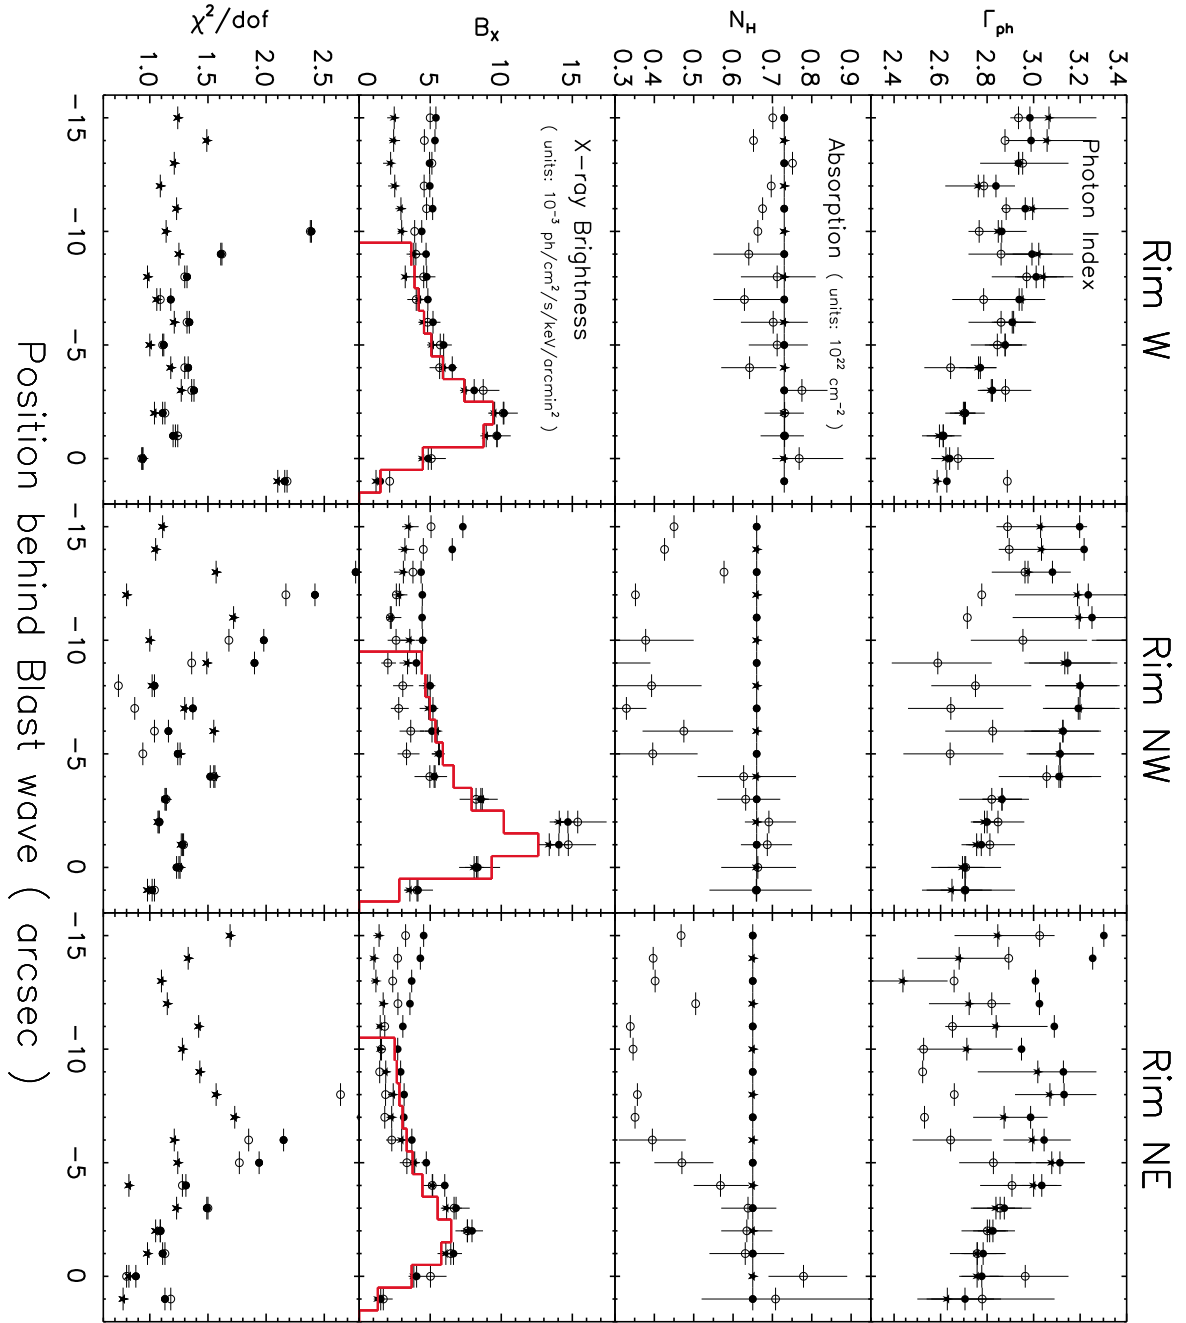 Rim W
Rim NW
Rim NE
Γph
3.4
3.2
3.0
2.8
2.6
2.4
Photon Index
N_H
0.9
0.8
0.7
0.6
0.5
0.4
0.3
Absorption ( units: 10^22 cm^-2 )
B_X
15
10
5
0
X-ray Brightness
( units: 10^-3 ph/cm^2/s/keV/arcmin^2 )
χ^2/dof
2.5
2.0
1.5
1.0
-15 -10 -5 0 -15 -10 -5 0 -15 -10 -5 0
Position behind Blast wave ( arcsec )